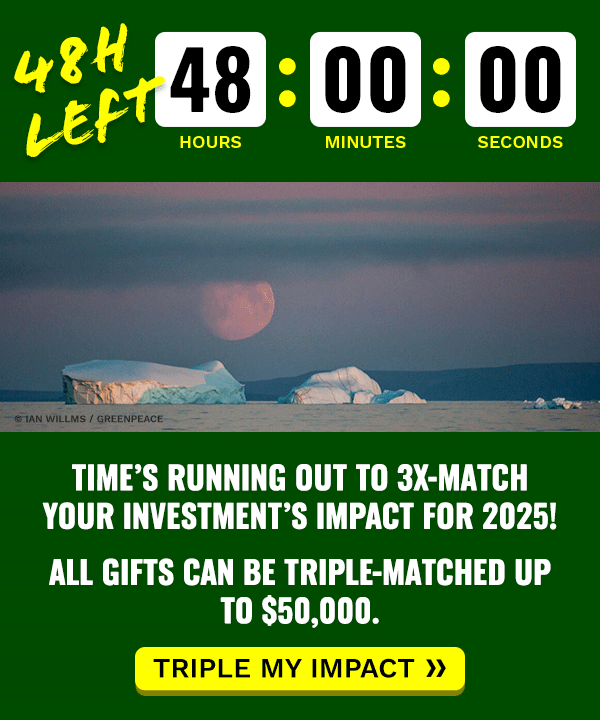 48H
LEFT
48 : 00 : 00
HOURS MINUTES SECONDS
© IAN WILLMS / GREENPEACE
TIME’S RUNNING OUT TO 3X-MATCH
YOUR INVESTMENT’S IMPACT FOR 2025!
ALL GIFTS CAN BE TRIPLE-MATCHED UP
TO $50,000.
TRIPLE MY IMPACT »